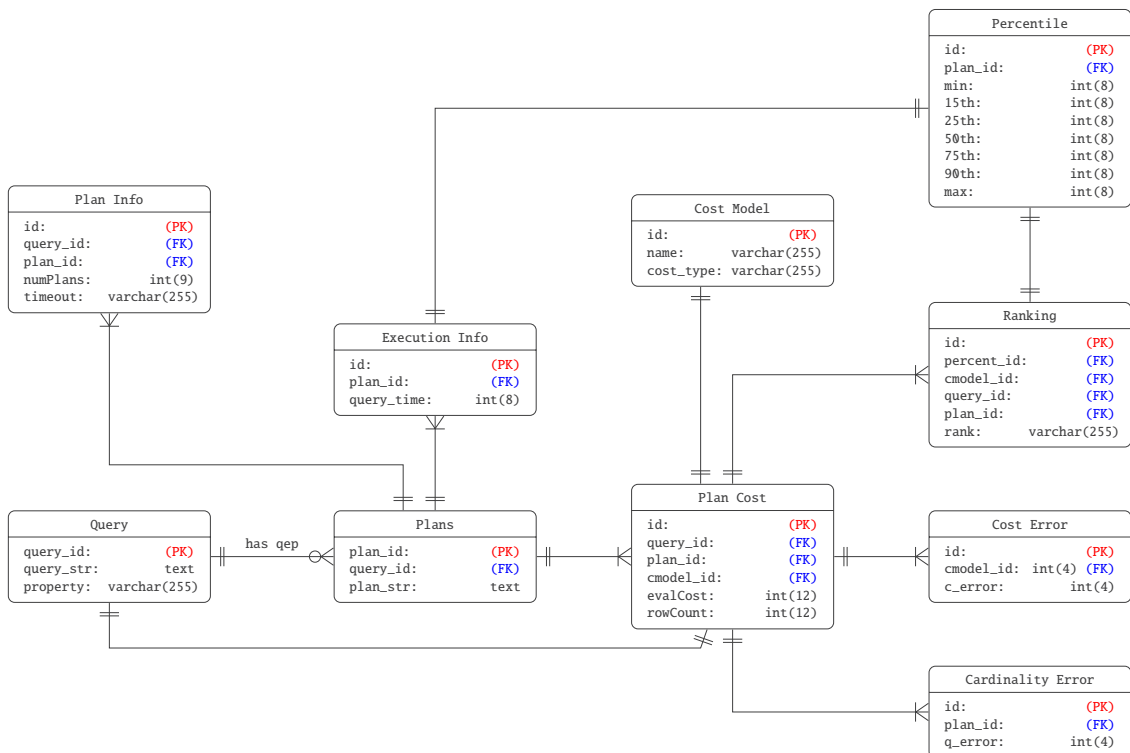 Percentile
id: (PK)
plan_id: (FK)
min: int(8)
15th: int(8)
25th: int(8)
50th: int(8)
75th: int(8)
90th: int(8)
max: int(8)
Plan Info
id: (PK)
query_id: (FK)
plan_id: (FK)
numPlans: int(9)
timeout: varchar(255)
Cost Model
id: (PK)
name: varchar(255)
cost_type: varchar(255)
Execution Info
id: (PK)
plan_id: (FK)
query_time: int(8)
Ranking
id: (PK)
percent_id: (FK)
cmodel_id: (FK)
query_id: (FK)
plan_id: (FK)
rank: varchar(255)
Query
query_id: (PK)
query_str: text
property: varchar(255)
has qep
Plans
plan_id: (PK)
query_id: (FK)
plan_str: text
Plan Cost
id: (PK)
query_id: (FK)
plan_id: (FK)
cmodel_id: (FK)
evalCost: int(12)
rowCount: int(12)
Cost Error
id: (PK)
cmodel_id: int(4) (FK)
c_error: int(4)
Cardinality Error
id: (PK)
plan_id: (FK)
q_error: int(4)